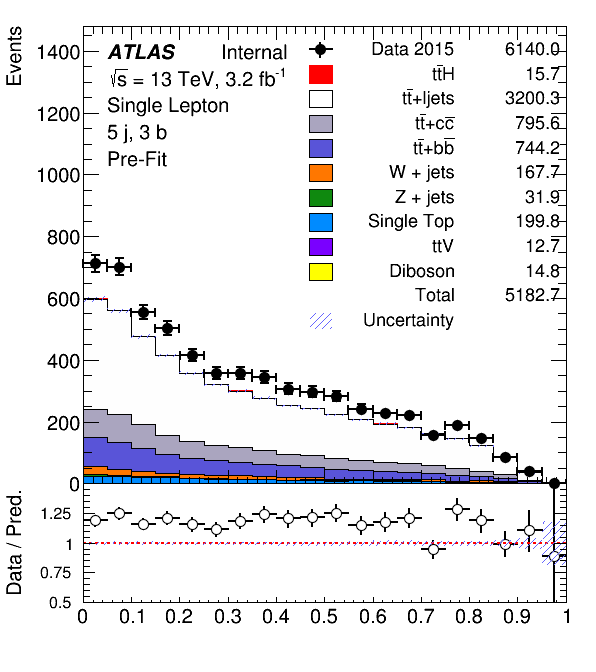 Events
1400
1200
1000
800
600
400
200
0
ATLAS Internal
√s = 13 TeV, 3.2 fb⁻¹
Single Lepton
5 j, 3 b
Pre-Fit
Data 2015 6140.0
tt̄H 15.7
tt̄+ljets 3200.3
tt̄+cc̄ 795.6
tt̄+bb̄ 744.2
W + jets 167.7
Z + jets 31.9
Single Top 199.8
ttV 12.7
Diboson 14.8
Total 5182.7
Uncertainty
Data / Pred.
1.25
1
0.75
0.5
0 0.1 0.2 0.3 0.4 0.5 0.6 0.7 0.8 0.9 1